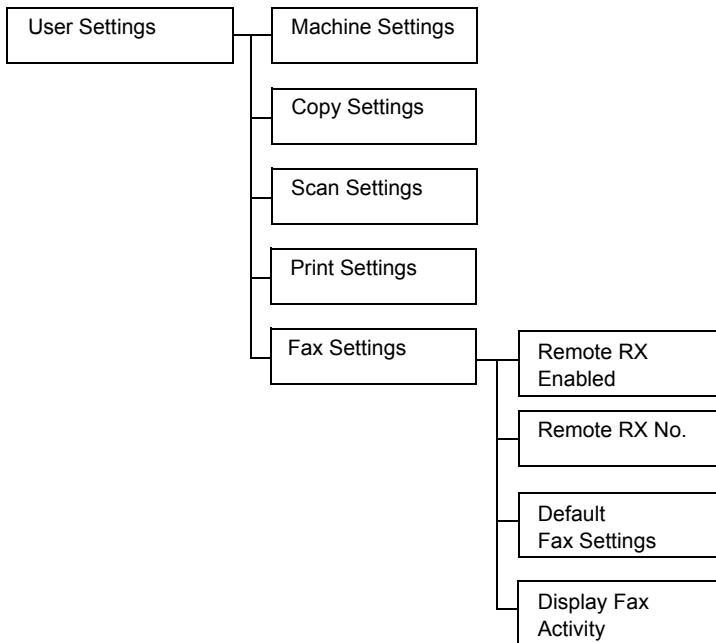 User Settings
Machine Settings
Copy Settings
Scan Settings
Print Settings
Fax Settings
Remote RX
Enabled
Remote RX No.
Default
Fax Settings
Display Fax
Activity